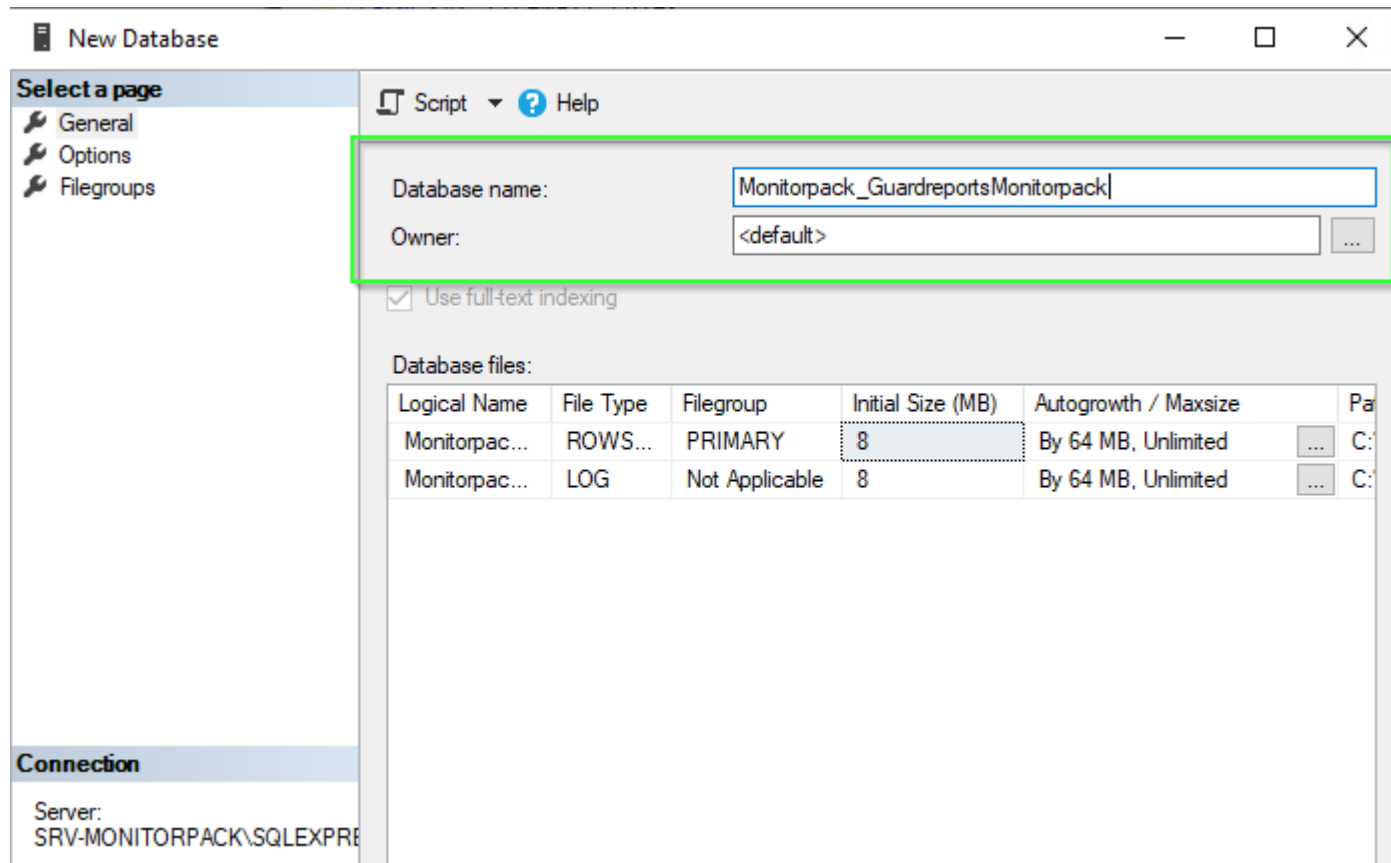 New Database
Select a page
General
Options
Filegroups
Script Help
Database name: Monitorpack_GuardreportsMonitorpack
Owner: <default> ...
Use full-text indexing
Database files:
Logical Name File Type Filegroup Initial Size (MB) Autogrowth / Maxsize Pa
Monitorpac... ROWS... PRIMARY 8 By 64 MB, Unlimited ... C:
Monitorpac... LOG Not Applicable 8 By 64 MB, Unlimited ... C:
Connection
Server:
SRV-MONITORPACK\SQLEXPRE